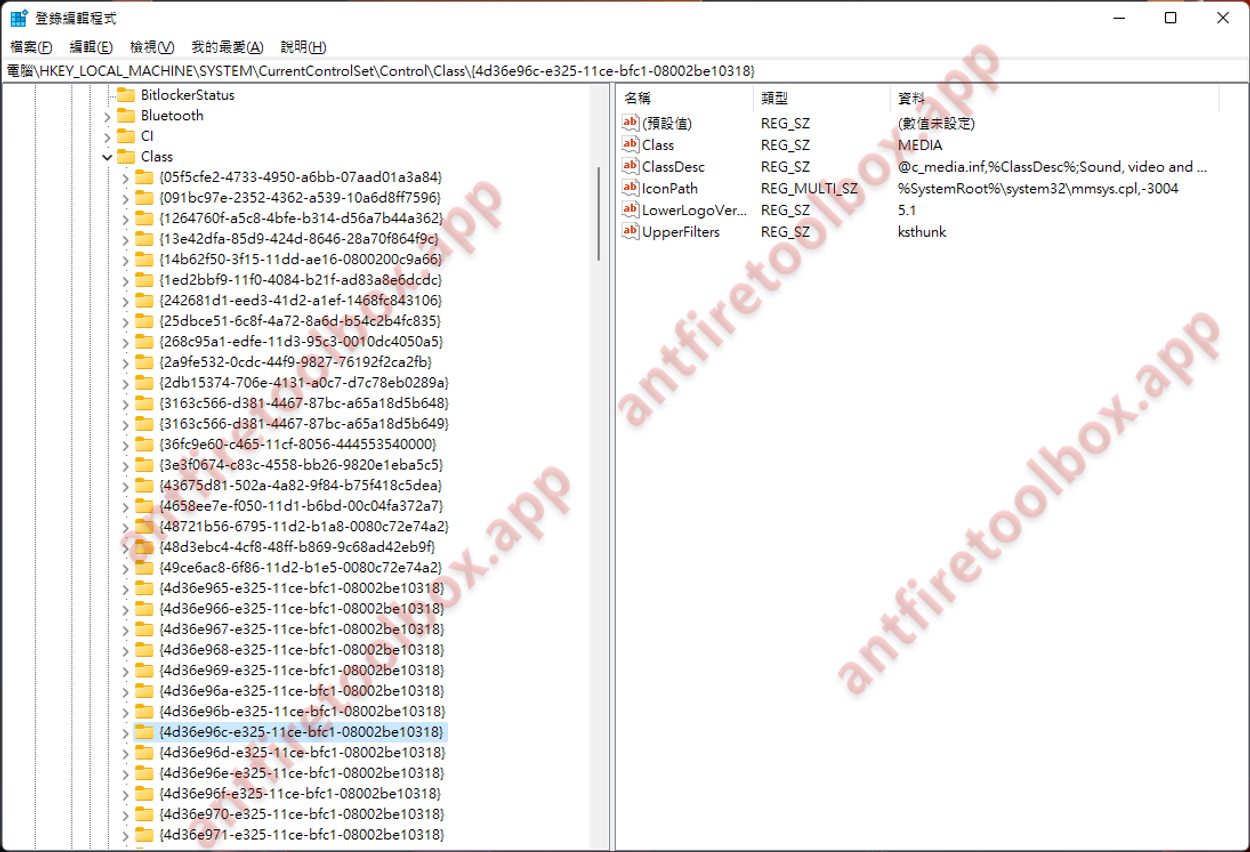 登錄編輯程式
檔案(F) 編輯(E) 檢視(V) 我的最愛(A) 說明(H)
電腦\HKEY_LOCAL_MACHINE\SYSTEM\CurrentControlSet\Control\Class\{4d36e96c-e325-11ce-bfc1-08002be10318}
BitlockerStatus
Bluetooth
CI
Class
{05f5cfe2-4733-4950-a6bb-07aad01a3a84}
{091bc97e-2352-4362-a539-10a6d8ff7596}
{1264760f-a5c8-4bfe-b314-d56a7b44a362}
{13e42dfa-85d9-424d-8646-28a70f864f9c}
{14b62f50-3f15-11dd-ae16-0800200c9a66}
{1ed2bbf9-11f0-4084-b21f-ad83a8e6dcdc}
{242681d1-eed3-41d2-a1ef-1468fc843106}
{25dbce51-6c8f-4a72-8a6d-b54c2b4fc835}
{268c95a1-edfe-11d3-95c3-0010dc4050a5}
{2a9fe532-0cdc-44f9-9827-76192f2ca2fb}
{2db15374-706e-4131-a0c7-d7c78eb0289a}
{3163c566-d381-4467-87bc-a65a18d5b648}
{3163c566-d381-4467-87bc-a65a18d5b649}
{36fc9e60-c465-11cf-8056-444553540000}
{3e3f0674-c83c-4558-bb26-9820e1eba5c5}
{43675d81-502a-4a82-9f84-b75f418c5dea}
{4658ee7e-f050-11d1-b6bd-00c04fa372a7}
{48721b56-6795-11d2-b1a8-0080c72e74a2}
{48d3ebc4-4cf8-48ff-b869-9c68ad42eb9f}
{49ce6ac8-6f86-11d2-b1e5-0080c72e74a2}
{4d36e965-e325-11ce-bfc1-08002be10318}
{4d36e966-e325-11ce-bfc1-08002be10318}
{4d36e967-e325-11ce-bfc1-08002be10318}
{4d36e968-e325-11ce-bfc1-08002be10318}
{4d36e969-e325-11ce-bfc1-08002be10318}
{4d36e96a-e325-11ce-bfc1-08002be10318}
{4d36e96b-e325-11ce-bfc1-08002be10318}
{4d36e96c-e325-11ce-bfc1-08002be10318}
{4d36e96d-e325-11ce-bfc1-08002be10318}
{4d36e96e-e325-11ce-bfc1-08002be10318}
{4d36e96f-e325-11ce-bfc1-08002be10318}
{4d36e970-e325-11ce-bfc1-08002be10318}
{4d36e971-e325-11ce-bfc1-08002be10318}
名稱 類型 資料
(預設值) REG_SZ (數值未設定)
Class REG_SZ MEDIA
ClassDesc REG_SZ @c_media.inf,%ClassDesc%;Sound, video and ...
IconPath REG_MULTI_SZ %SystemRoot%\system32\mmsys.cpl,-3004
LowerLogoVer... REG_SZ 5.1
UpperFilters REG_SZ ksthunk
antfiretoolbox.app
antfiretoolbox.app
antfiretoolbox.app
antfiretoolbox.app